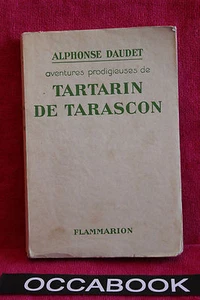 ALPHONSE DAUDET
aventures prodigieuses de
TARTARIN
DE TARASCON
FLAMMARION
OCCABOOK